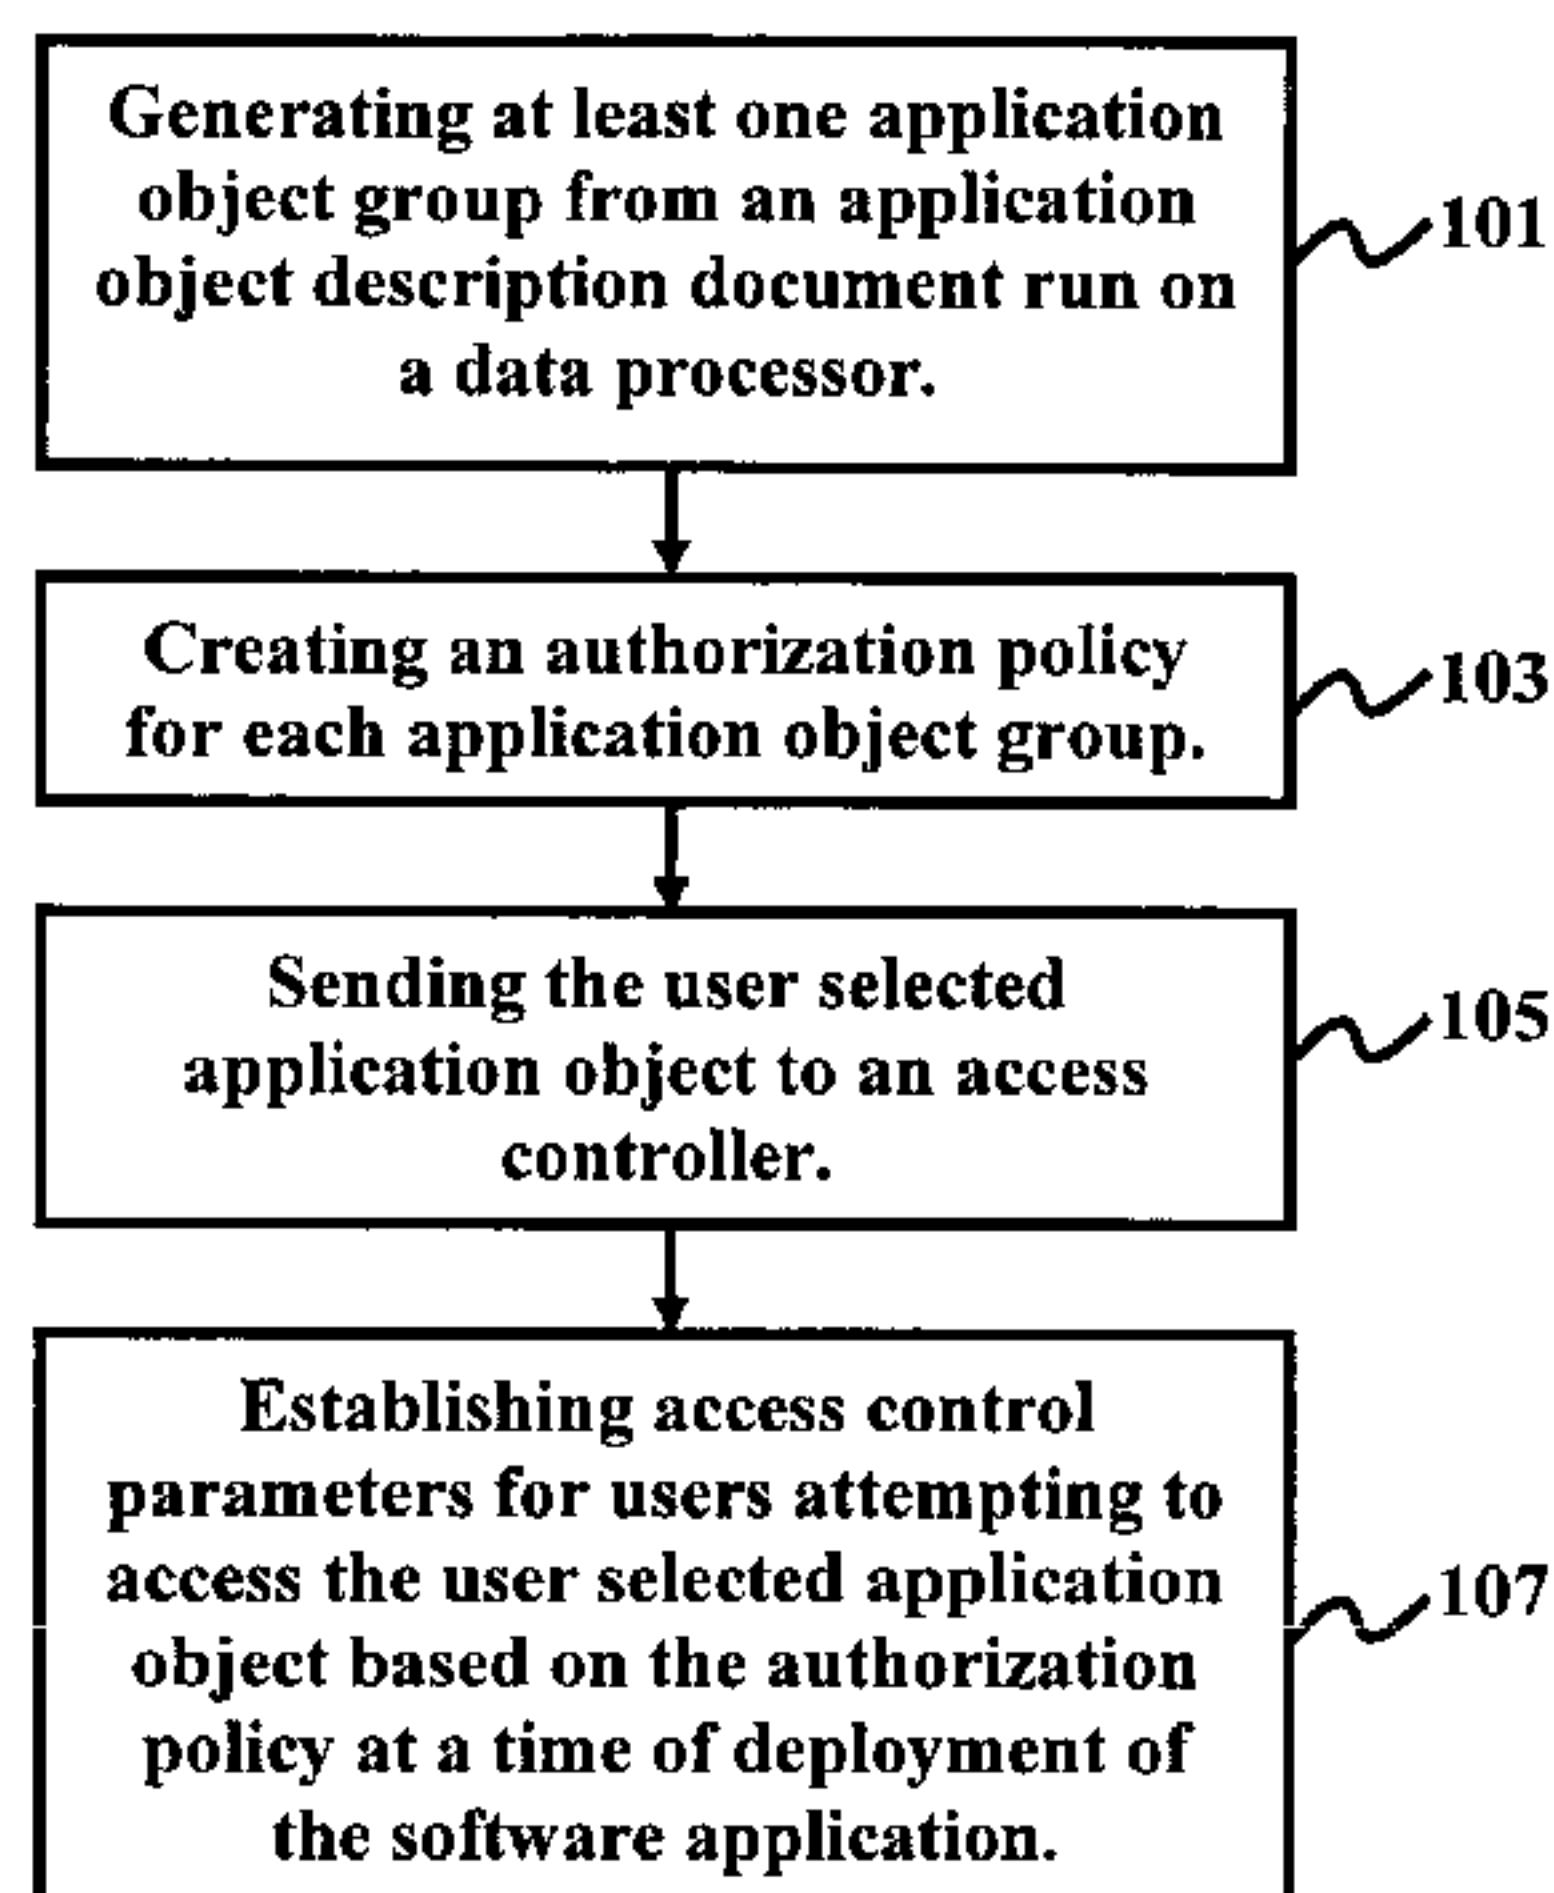 Generating at least one application
object group from an application
object description document run on
a data processor.
101
Creating an authorization policy
for each application object group.
103
Sending the user selected
application object to an access
controller.
105
Establishing access control
parameters for users attempting to
access the user selected application
object based on the authorization
policy at a time of deployment of
the software application.
107